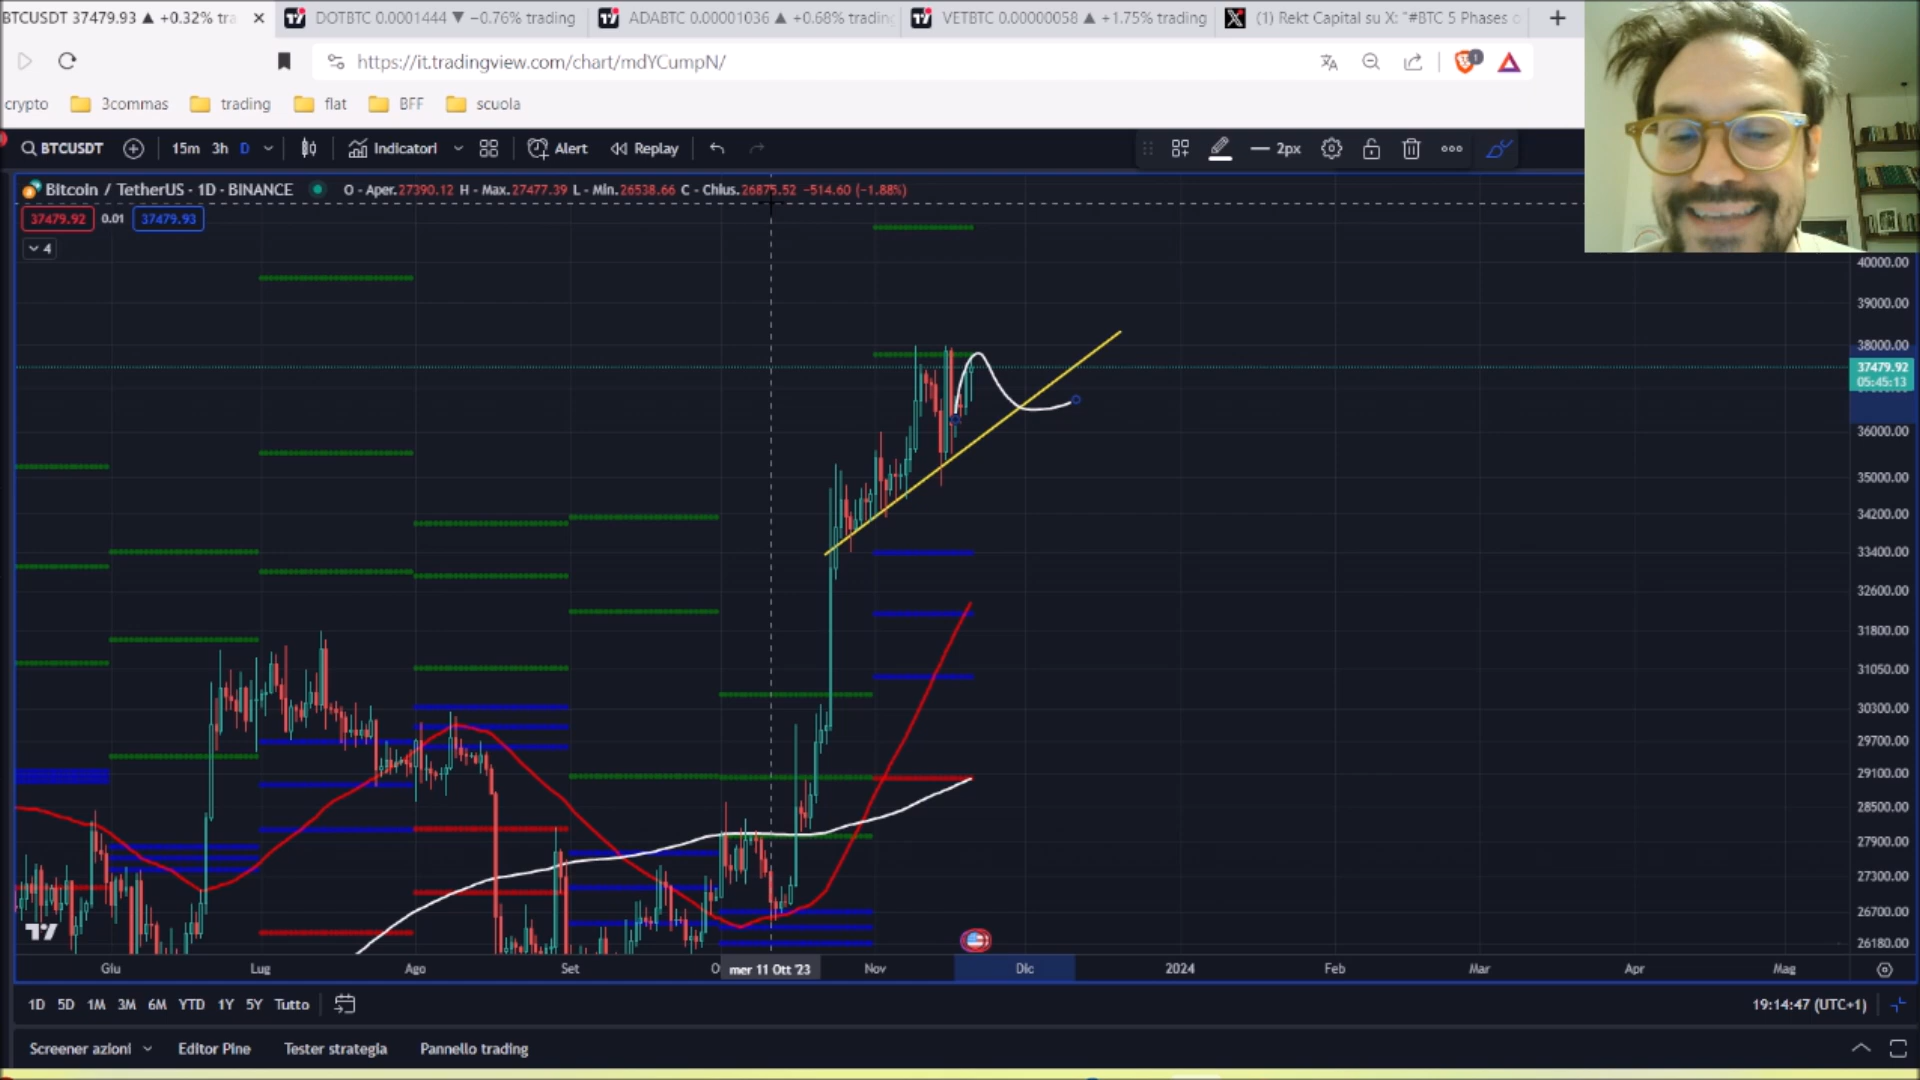 BTCUSDT 37479.93 ▲ +0.32% tra
DOTBTC 0.0001444 ▼ −0.76% trading
ADABTC 0.00001036 ▲ +0.68% trading
VETBTC 0.00000058 ▲ +1.75% trading
(1) Rekt Capital su X: "#BTC 5 Phases o
https://it.tradingview.com/chart/mdYCumpN/
1
crypto
3commas
trading
flat
BFF
scuola
BTCUSDT
15m
3h
D
Indicatori
Alert
Replay
2px
Bitcoin / TetherUS · 1D · BINANCE
O - Aper.27390.12 H - Max.27477.39 L - Min.26538.66 C - Chius.26875.52 −514.60 (−1.88%)
37479.92
0.01
37479.93
4
40000.00
39000.00
38000.00
37479.92
05:45:13
36000.00
35000.00
34200.00
33400.00
32600.00
31800.00
31050.00
30300.00
29700.00
29100.00
28500.00
27900.00
27300.00
26700.00
26180.00
Giu
Lug
Ago
Set
O
mer 11 Ott '23
Nov
Dic
2024
Feb
Mar
Apr
Mag
1D
5D
1M
3M
6M
YTD
1Y
5Y
Tutto
19:14:47 (UTC+1)
Screener azioni
Editor Pine
Tester strategia
Pannello trading